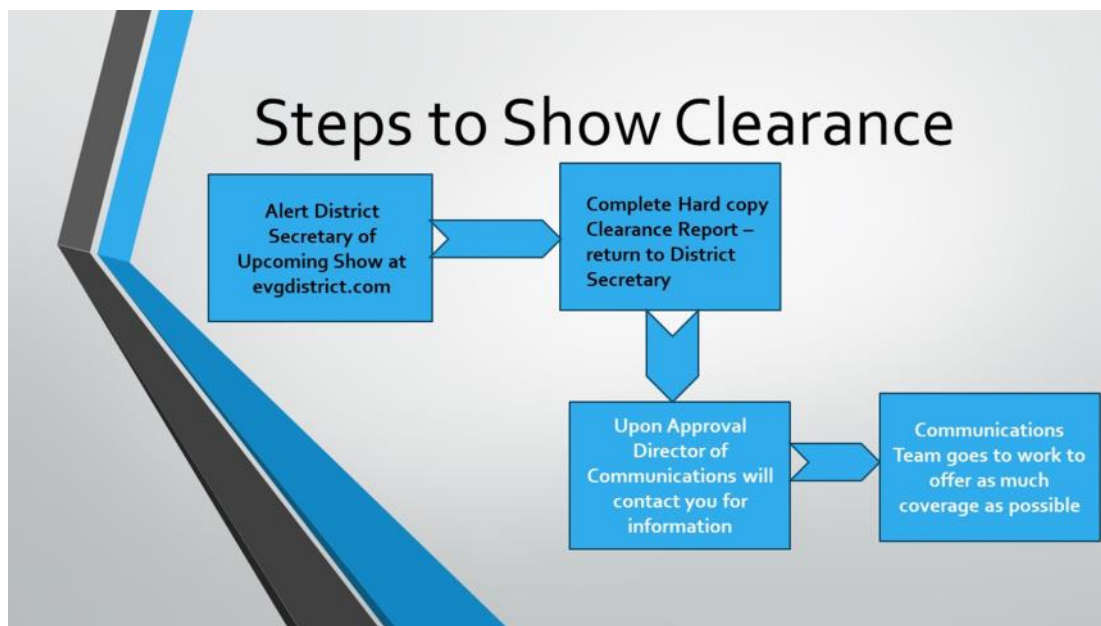 Steps to Show Clearance
Alert District
Secretary of
Upcoming Show at
evgdistrict.com
Complete Hard copy
Clearance Report –
return to District
Secretary
Upon Approval
Director of
Communications will
contact you for
information
Communications
Team goes to work to
offer as much
coverage as possible